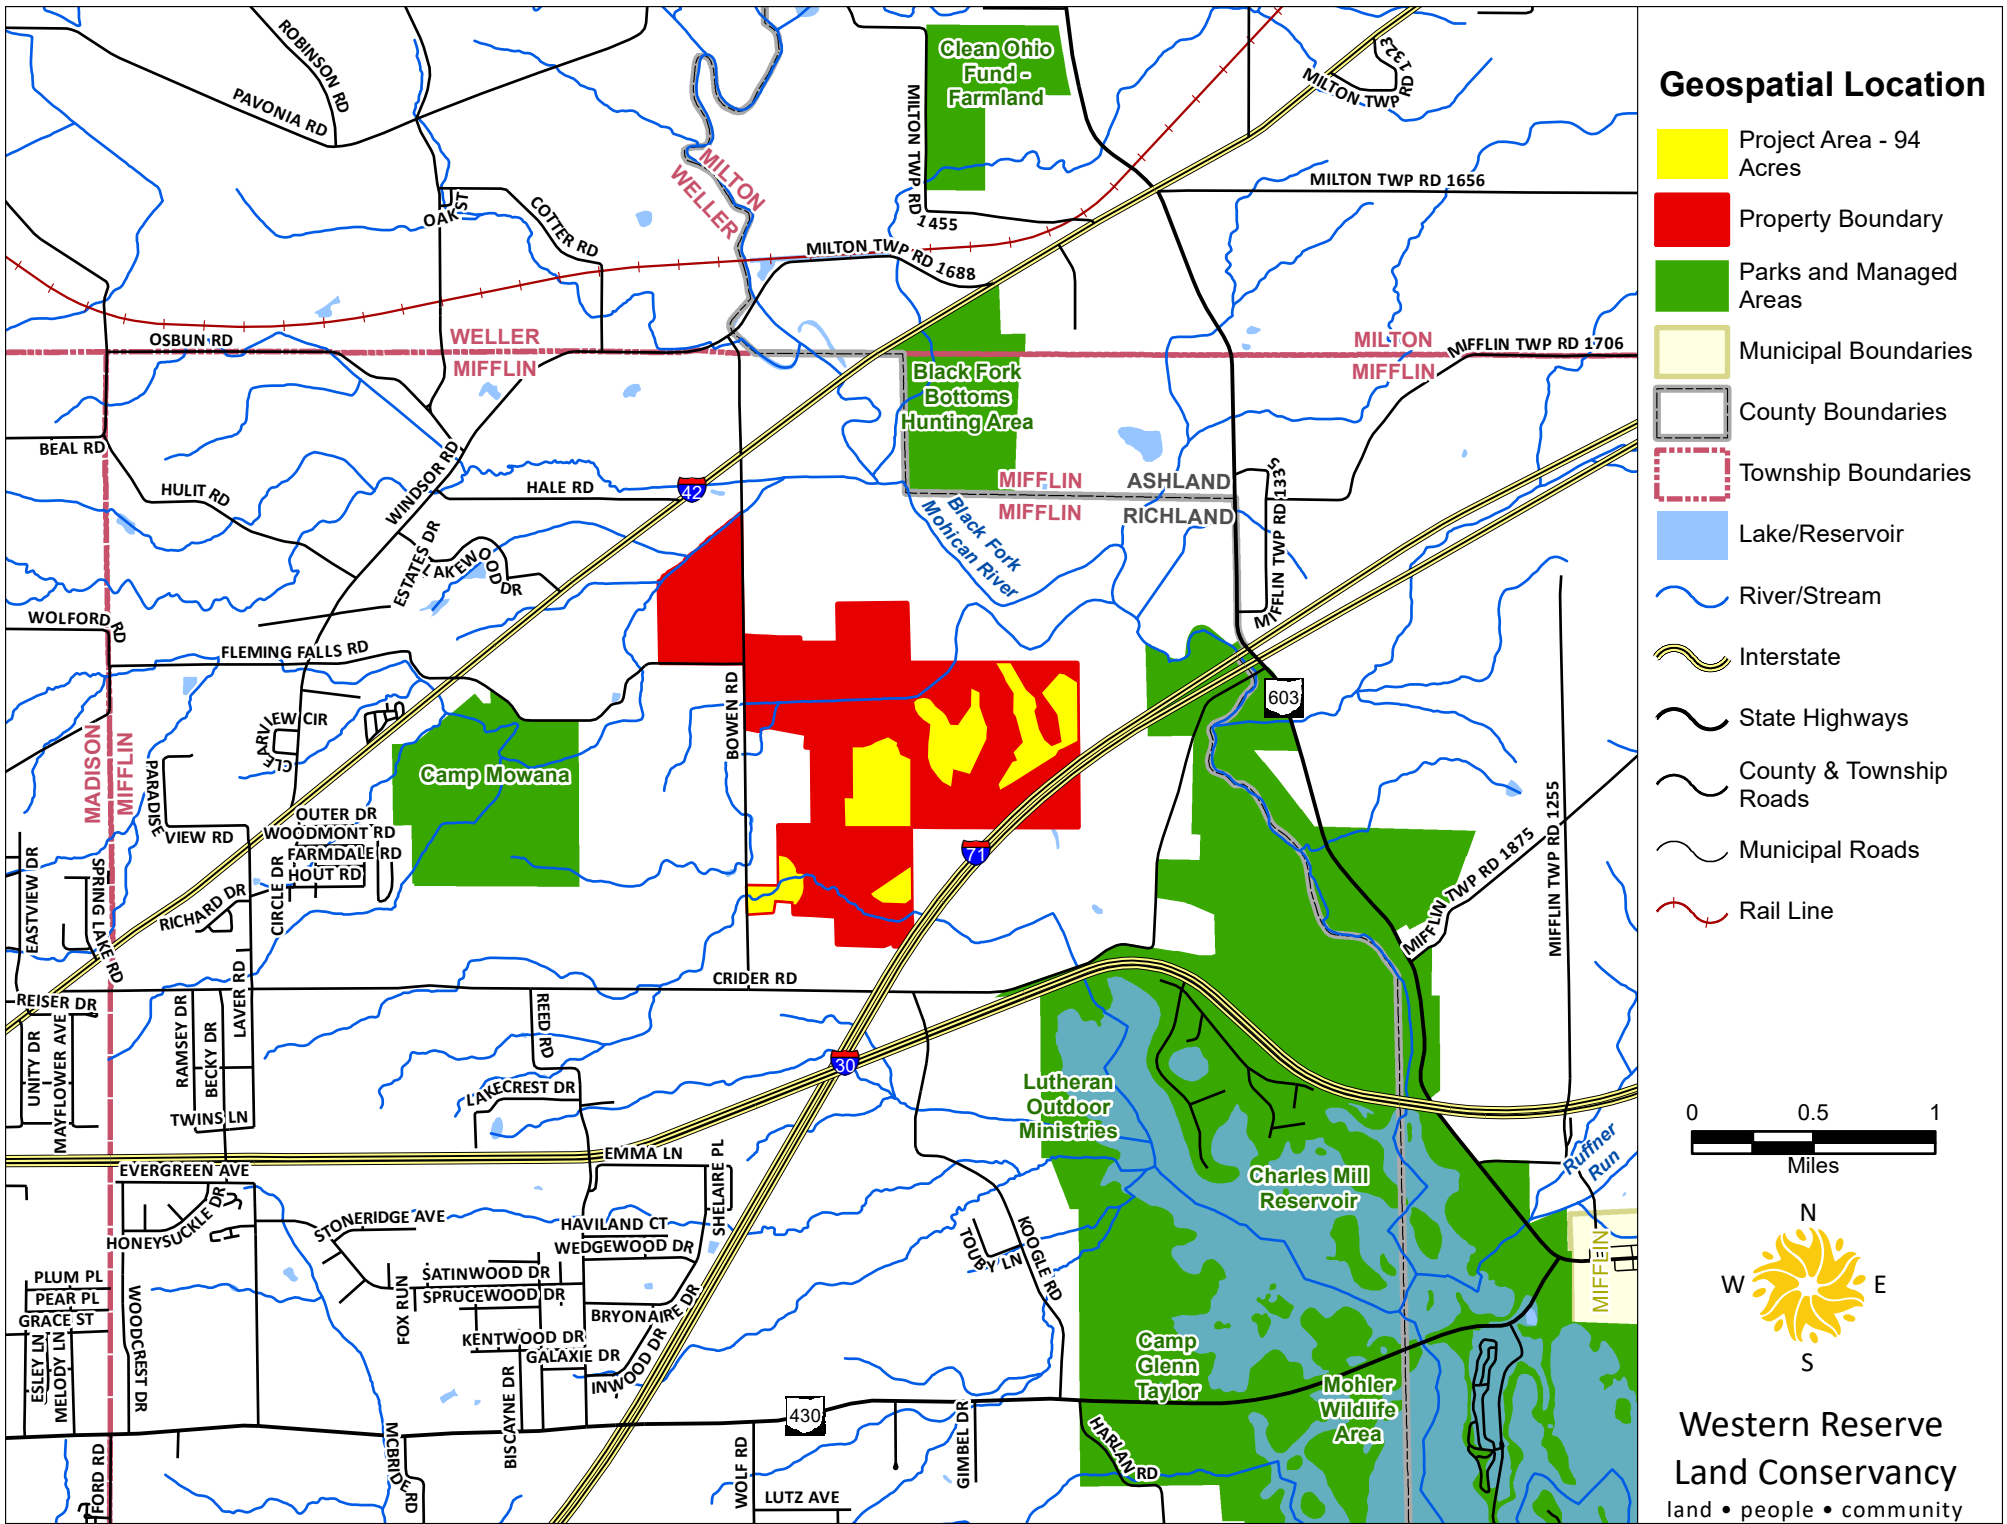 ROBINSON RD
PAVONIA RD
Clean Ohio
Fund -
Farmland
MILTON TWP RD 1323
MILTON TWP RD 1455
MILTON TWP RD 1656
MILTON
WELLER
OAK ST
COTTER RD
MILTON TWP RD 1688
OSBUN RD
WELLER
MIFFLIN
MILTON
MIFFLIN
MIFFLIN TWP RD 1706
Black Fork
Bottoms
Hunting Area
BEAL RD
HULIT RD
WINDSOR RD
HALE RD
42
MIFFLIN
MIFFLIN
ASHLAND
RICHLAND
MIFFLIN TWP RD 1335
Black Fork
Mohican River
ESTATES DR
LAKEWOOD DR
WOLFORD RD
FLEMING FALLS RD
BOWEN RD
603
CLEARVIEW CIR
MADISON
MIFFLIN
PARADISE VIEW RD
Camp Mowana
OUTER DR
WOODMONT RD
FARMDALE RD
HOUT RD
CIRCLE DR
RICHARD DR
EASTVIEW DR
SPRING LAKE RD
71
MIFFLIN TWP RD 1875
MIFFLIN TWP RD 1255
CRIDER RD
REISER DR
UNITY DR
MAYFLOWER AVE
RAMSEY DR
BECKY DR
LAVER RD
TWINS LN
REED RD
LAKECREST DR
30
Lutheran
Outdoor
Ministries
Charles Mill
Reservoir
Ruffner
Run
EMMA LN
SHELAIRE PL
EVERGREEN AVE
HONEYSUCKLE DR
STONERIDGE AVE
HAVILAND CT
WEDGEWOOD DR
TOUBY LN
KOOGLE RD
MIFFLIN
PLUM PL
PEAR PL
GRACE ST
ESLEY LN
MELODY LN
WOODCREST DR
FOX RUN
SATINWOOD DR
SPRUCEWOOD DR
BRYONAIRE DR
KENTWOOD DR
GALAXIE DR
INWOOD DR
BISCAYNE DR
Camp
Glenn
Taylor
Mohler
Wildlife
Area
430
FORD RD
MCBRIDE RD
WOLF RD
LUTZ AVE
GIMBEL DR
HARLAN RD
Geospatial Location
Project Area - 94
Acres
Property Boundary
Parks and Managed
Areas
Municipal Boundaries
County Boundaries
Township Boundaries
Lake/Reservoir
River/Stream
Interstate
State Highways
County & Township
Roads
Municipal Roads
Rail Line
0 0.5 1
Miles
N
W E
S
Western Reserve
Land Conservancy
land • people • community